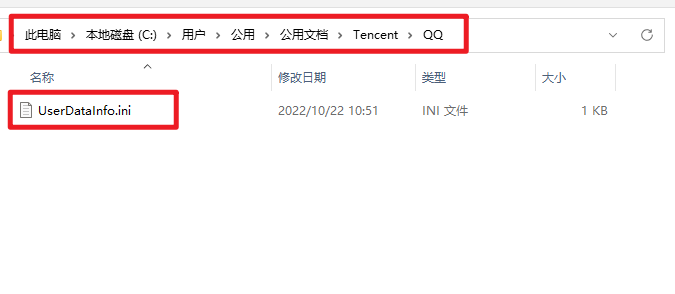 此电脑 > 本地磁盘 (C:) > 用户 > 公用 > 公用文档 > Tencent > QQ
名称 修改日期 类型 大小
UserDataInfo.ini 2022/10/22 10:51 INI 文件 1 KB